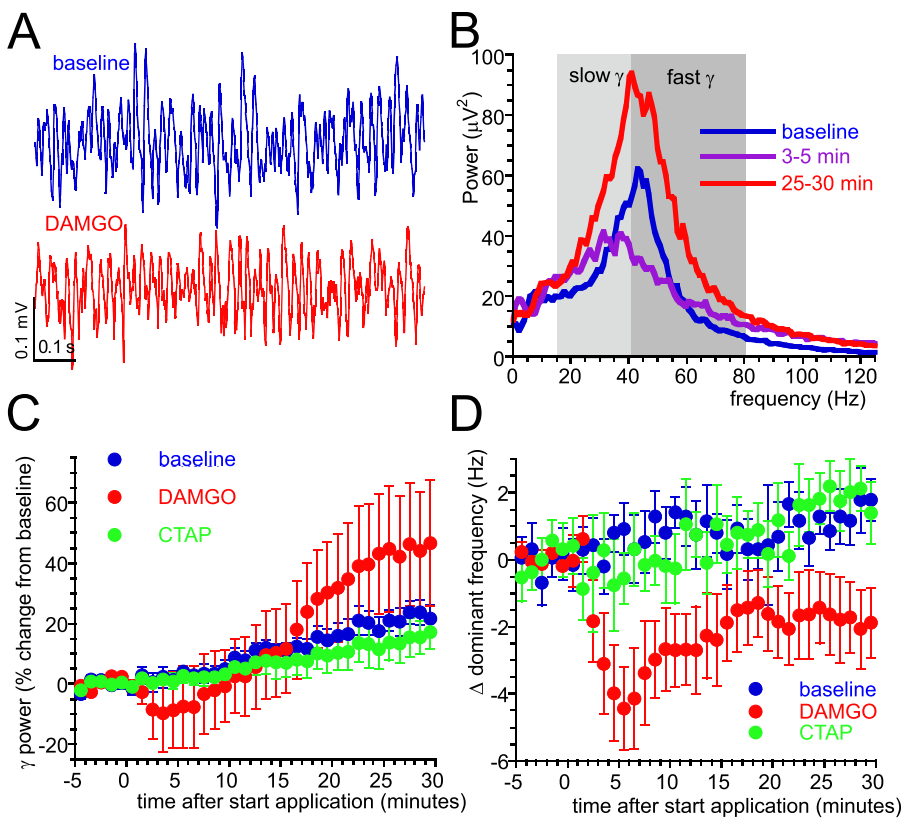 A
baseline
DAMGO
0.1 mV
0.1 s
B
100
80
60
40
20
0
Power (µV2)
slow γ
fast γ
baseline
3-5 min
25-30 min
0
20
40
60
80
100
120
frequency (Hz)
C
baseline
DAMGO
CTAP
60
40
20
0
-20
γ power (% change from baseline)
-5
0
5
10
15
20
25
30
time after start application (minutes)
D
2
0
-2
-4
-6
Δ dominant frequency (Hz)
baseline
DAMGO
CTAP
-5
0
5
10
15
20
25
30
time after start application (minutes)